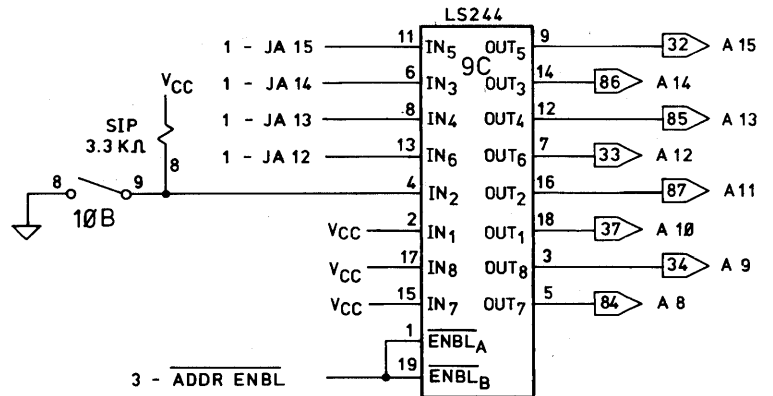 LS244
9C
1 - JA 15 11 IN5 OUT5 9 32 A 15
1 - JA 14 6 IN3 OUT3 14 86 A 14
1 - JA 13 8 IN4 OUT4 12 85 A 13
1 - JA 12 13 IN6 OUT6 7 33 A 12
VCC
SIP
3.3 KΩ
8
8 9 4 IN2 OUT2 16 87 A 11
1ØB
VCC 2 IN1 OUT1 18 37 A 1Ø
VCC 17 IN8 OUT8 3 34 A 9
VCC 15 IN7 OUT7 5 84 A 8
1 ENBLA
3 - ADDR ENBL 19 ENBLB